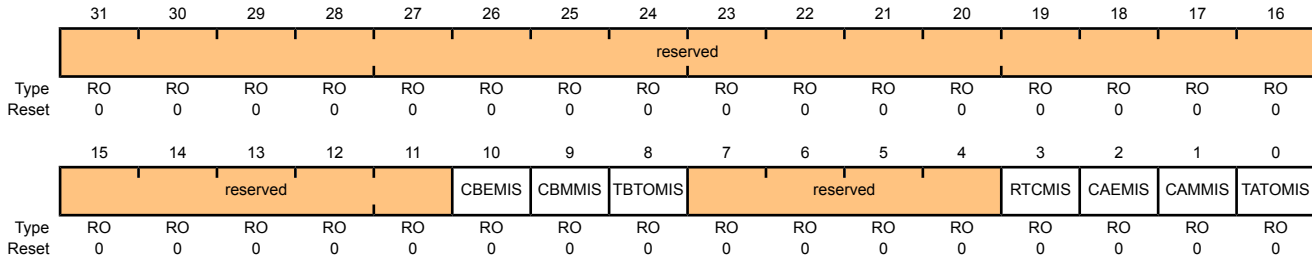 31 30 29 28 27 26 25 24 23 22 21 20 19 18 17 16
reserved
Type RO RO RO RO RO RO RO RO RO RO RO RO RO RO RO RO
Reset 0 0 0 0 0 0 0 0 0 0 0 0 0 0 0 0
15 14 13 12 11 10 9 8 7 6 5 4 3 2 1 0
reserved CBEMIS CBMMIS TBTOMIS reserved RTCMIS CAEMIS CAMMIS TATOMIS
Type RO RO RO RO RO RO RO RO RO RO RO RO RO RO RO RO
Reset 0 0 0 0 0 0 0 0 0 0 0 0 0 0 0 0